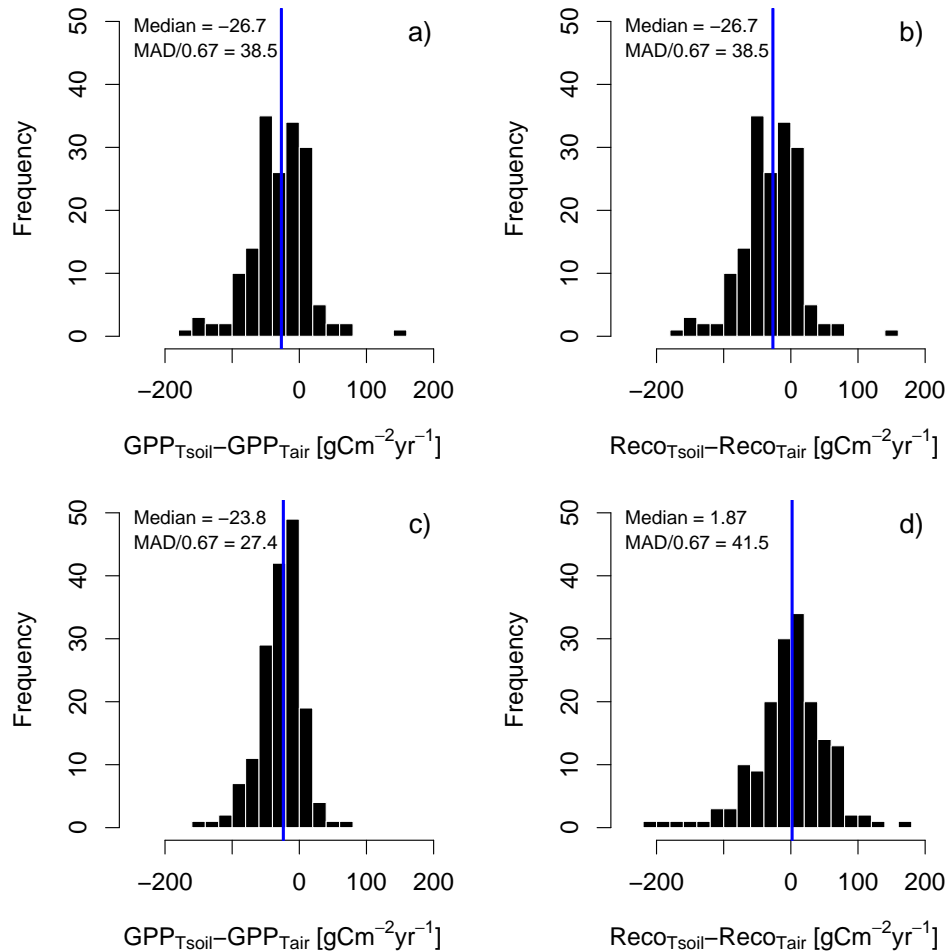 Median = −26.7
MAD/0.67 = 38.5
a)
Frequency
0 10 20 30 40 50
−200 0 100 200
GPP_Tsoil−GPP_Tair [gCm⁻²yr⁻¹]
Median = −26.7
MAD/0.67 = 38.5
b)
Frequency
0 10 20 30 40 50
−200 0 100 200
Reco_Tsoil−Reco_Tair [gCm⁻²yr⁻¹]
Median = −23.8
MAD/0.67 = 27.4
c)
Frequency
0 10 20 30 40 50
−200 0 100 200
GPP_Tsoil−GPP_Tair [gCm⁻²yr⁻¹]
Median = 1.87
MAD/0.67 = 41.5
d)
Frequency
0 10 20 30 40 50
−200 0 100 200
Reco_Tsoil−Reco_Tair [gCm⁻²yr⁻¹]